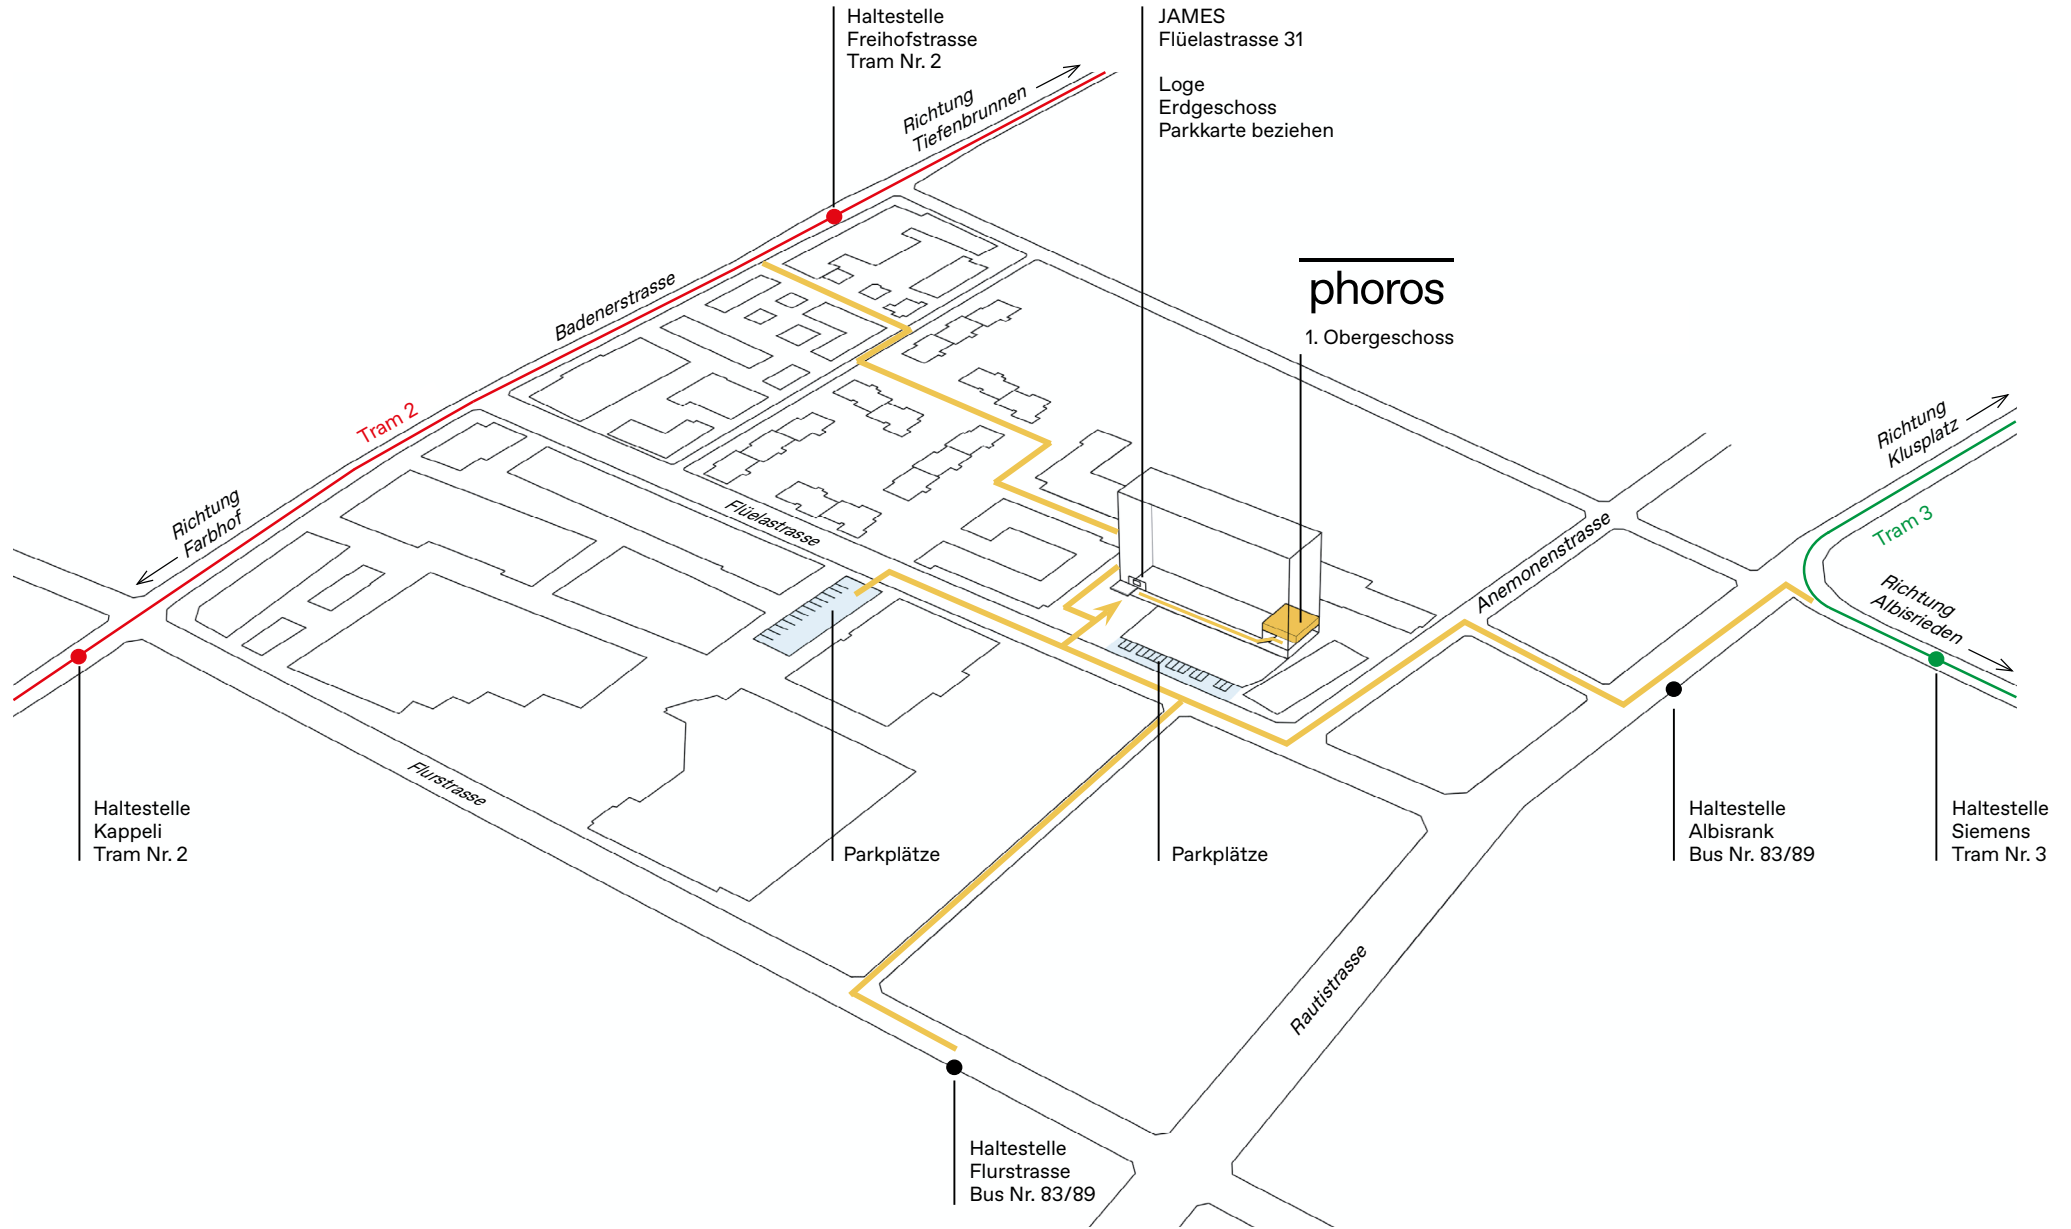 Haltestelle
Freihofstrasse
Tram Nr. 2
JAMES
Flüelastrasse 31
Loge
Erdgeschoss
Parkkarte beziehen
Richtung
Tiefenbrunnen
phoros
1. Obergeschoss
Badenerstrasse
Tram 2
Richtung
Farbhof
Flüelastrasse
Anemonenstrasse
Richtung
Klusplatz
Tram 3
Richtung
Albisrieden
Flurstrasse
Rautistrasse
Haltestelle
Kappeli
Tram Nr. 2
Parkplätze
Parkplätze
Haltestelle
Albisrank
Bus Nr. 83/89
Haltestelle
Siemens
Tram Nr. 3
Haltestelle
Flurstrasse
Bus Nr. 83/89